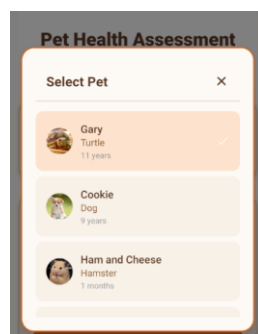 Pet Health Assessment
Select Pet
Gary
Turtle
11 years
Cookie
Dog
9 years
Ham and Cheese
Hamster
1 months